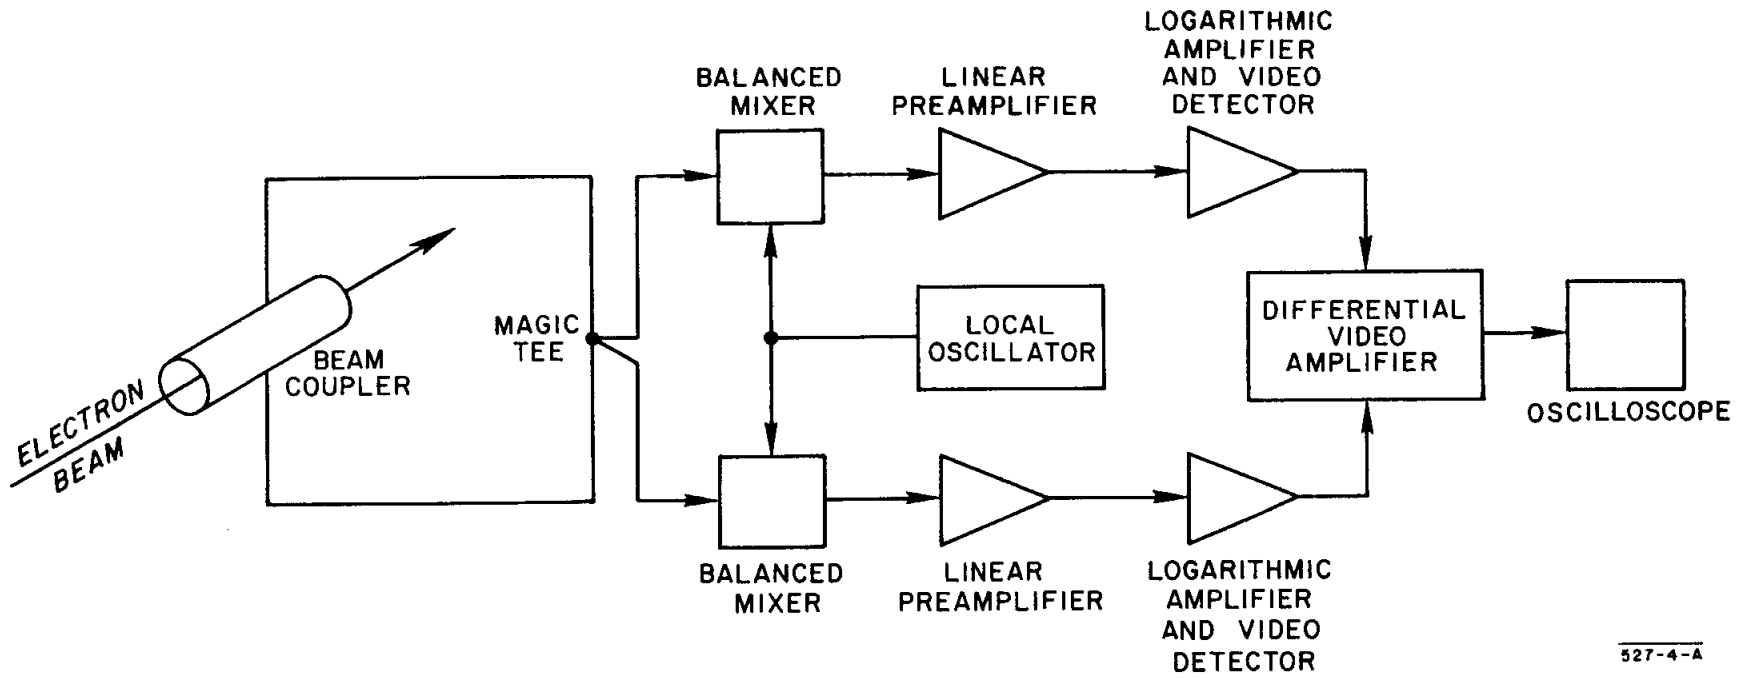 LOGARITHMIC
AMPLIFIER
AND VIDEO
DETECTOR
BALANCED
MIXER
LINEAR
PREAMPLIFIER
MAGIC
TEE
LOCAL
OSCILLATOR
DIFFERENTIAL
VIDEO
AMPLIFIER
BEAM
COUPLER
ELECTRON
BEAM
OSCILLOSCOPE
BALANCED
MIXER
LINEAR
PREAMPLIFIER
LOGARITHMIC
AMPLIFIER
AND VIDEO
DETECTOR
527-4-A